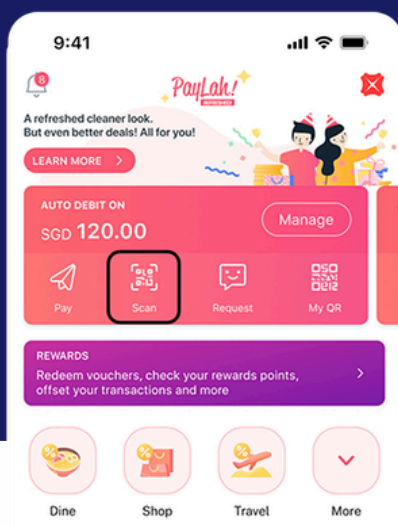 9:41
8
PayLah!
REFRESHED
A refreshed cleaner look.
But even better deals! All for you!
LEARN MORE >
AUTO DEBIT ON
SGD 120.00
Manage
Pay Scan Request My QR
REWARDS
Redeem vouchers, check your rewards points,
offset your transactions and more
Dine Shop Travel More